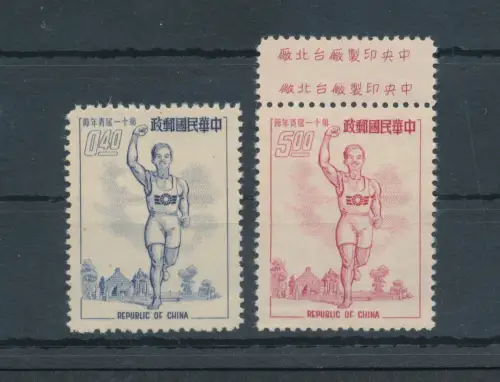 中央印製廠台北廠
中央印製廠台北廠
中華民國郵政
第十一屆青年節
0.40
REPUBLIC OF CHINA
中華民國郵政
第十一屆青年節
5.00
REPUBLIC OF CHINA